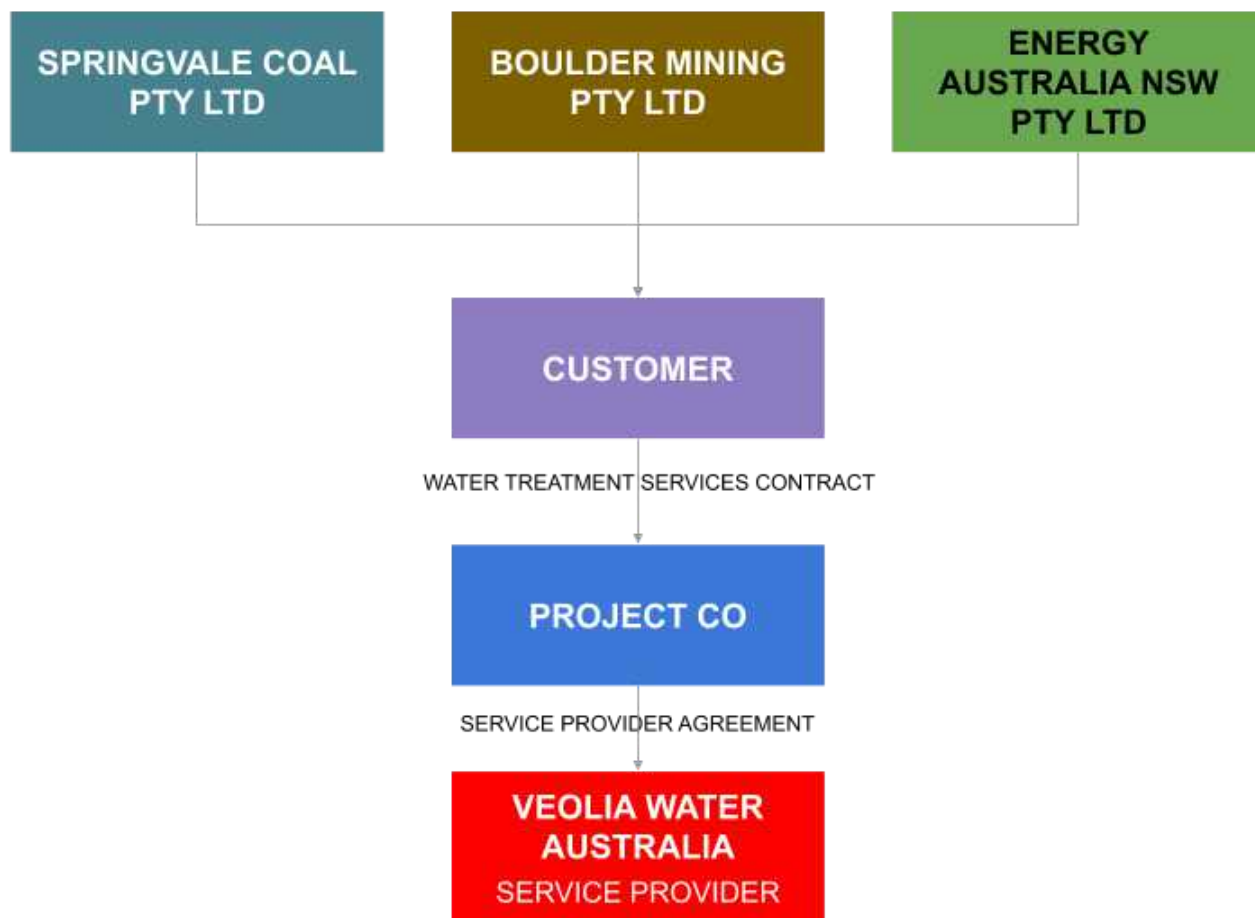 SPRINGVALE COAL
PTY LTD
BOULDER MINING
PTY LTD
ENERGY
AUSTRALIA NSW
PTY LTD
CUSTOMER
WATER TREATMENT SERVICES CONTRACT
PROJECT CO
SERVICE PROVIDER AGREEMENT
VEOLIA WATER
AUSTRALIA
SERVICE PROVIDER